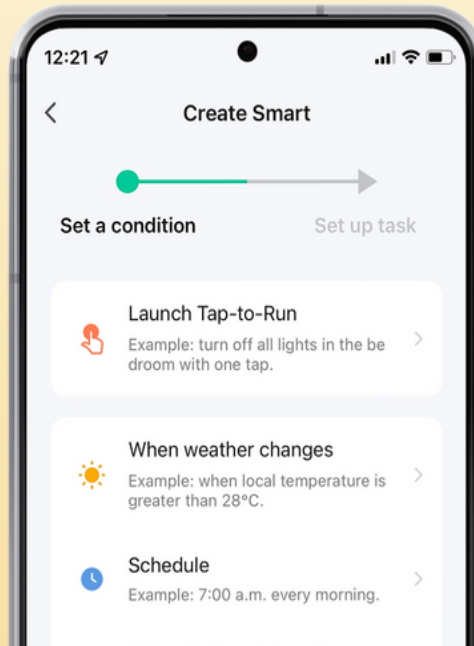 12:21
Create Smart
Set a condition
Set up task
Launch Tap-to-Run
Example: turn off all lights in the be
droom with one tap.
When weather changes
Example: when local temperature is
greater than 28°C.
Schedule
Example: 7:00 a.m. every morning.